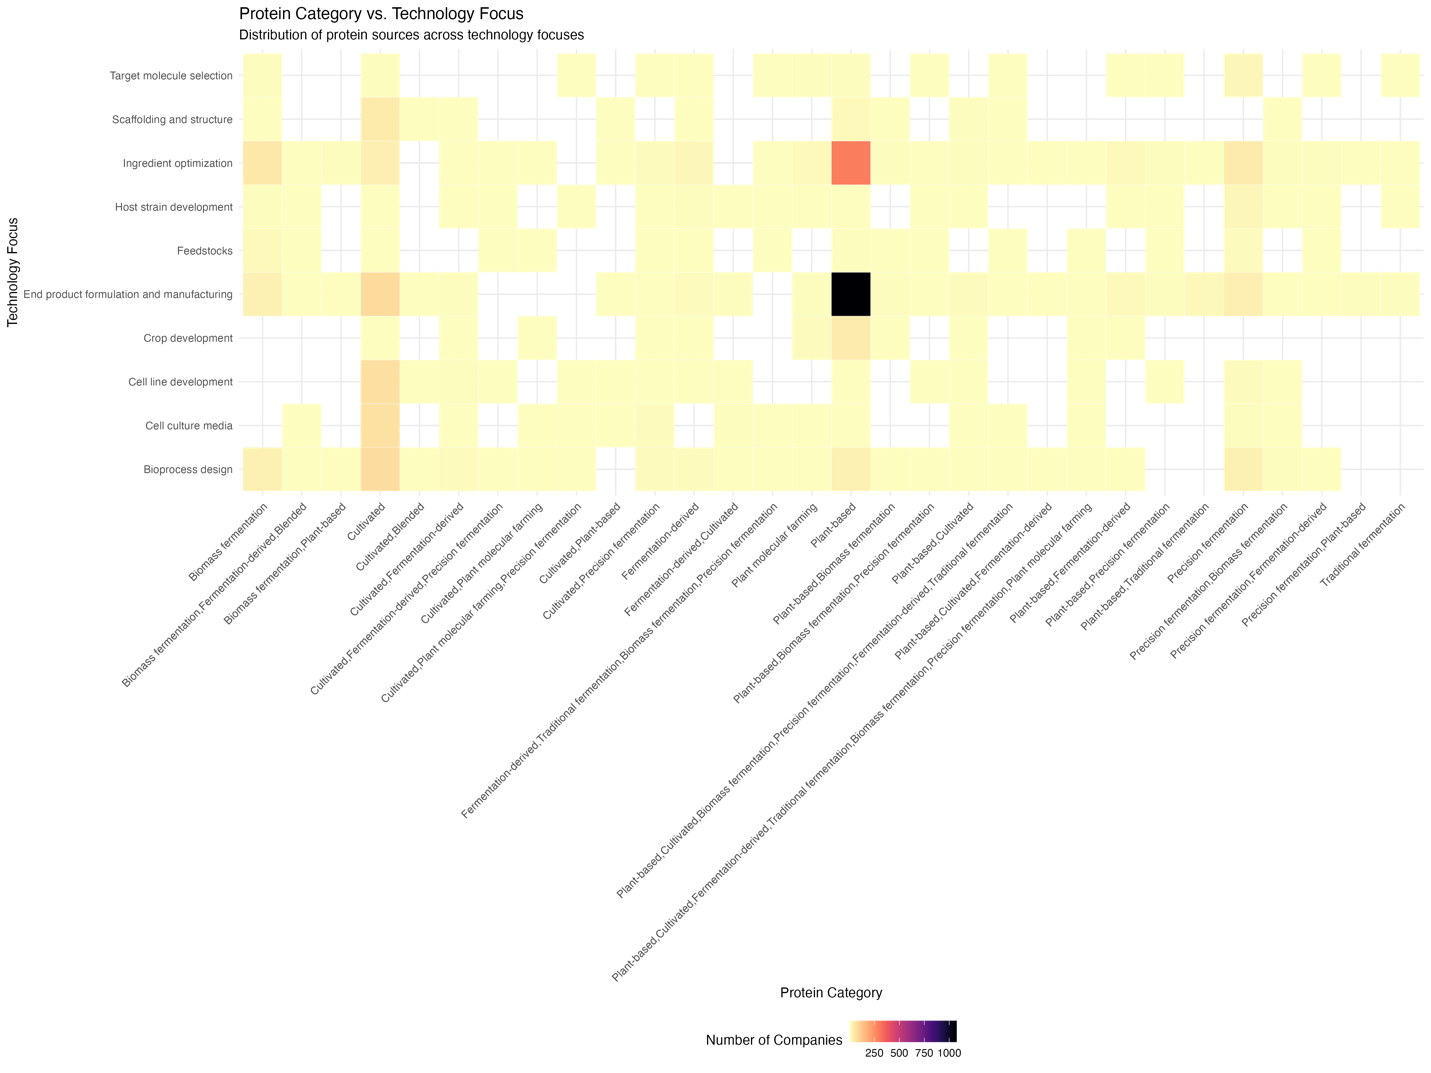 Protein Category vs. Technology Focus
Distribution of protein sources across technology focuses
Technology Focus
Target molecule selection
Scaffolding and structure
Ingredient optimization
Host strain development
Feedstocks
End product formulation and manufacturing
Crop development
Cell line development
Cell culture media
Bioprocess design
Biomass fermentation
Biomass fermentation,Fermentation-derived,Blended
Biomass fermentation,Plant-based
Cultivated
Cultivated,Blended
Cultivated,Fermentation-derived
Cultivated,Fermentation-derived,Precision fermentation
Cultivated,Plant molecular farming
Cultivated,Plant molecular farming,Precision fermentation
Cultivated,Plant-based
Cultivated,Precision fermentation
Fermentation-derived
Fermentation-derived,Cultivated
Fermentation-derived,Traditional fermentation,Biomass fermentation,Precision fermentation
Plant molecular farming
Plant-based
Plant-based,Biomass fermentation
Plant-based,Biomass fermentation,Precision fermentation
Plant-based,Cultivated
Plant-based,Cultivated,Biomass fermentation,Precision fermentation,Fermentation-derived,Traditional fermentation
Plant-based,Cultivated,Fermentation-derived
Plant-based,Cultivated,Fermentation-derived,Traditional fermentation,Biomass fermentation,Precision fermentation,Plant molecular farming
Plant-based,Fermentation-derived
Plant-based,Precision fermentation
Plant-based,Traditional fermentation
Precision fermentation
Precision fermentation,Biomass fermentation
Precision fermentation,Fermentation-derived
Precision fermentation,Plant-based
Traditional fermentation
Protein Category
Number of Companies
250 500 750 1000